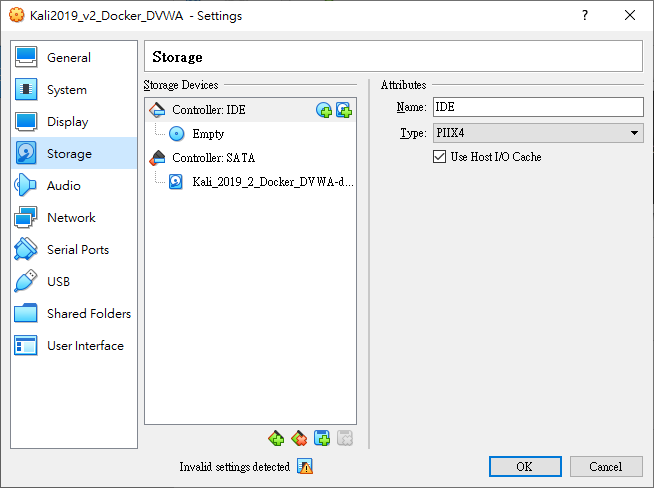 Kali2019_v2_Docker_DVWA - Settings
?
General
System
Display
Storage
Audio
Network
Serial Ports
USB
Shared Folders
User Interface
Storage
Storage Devices
Controller: IDE
Empty
Controller: SATA
Kali_2019_2_Docker_DVWA-d...
Attributes
Name: IDE
Type: PIIX4
Use Host I/O Cache
Invalid settings detected
OK
Cancel